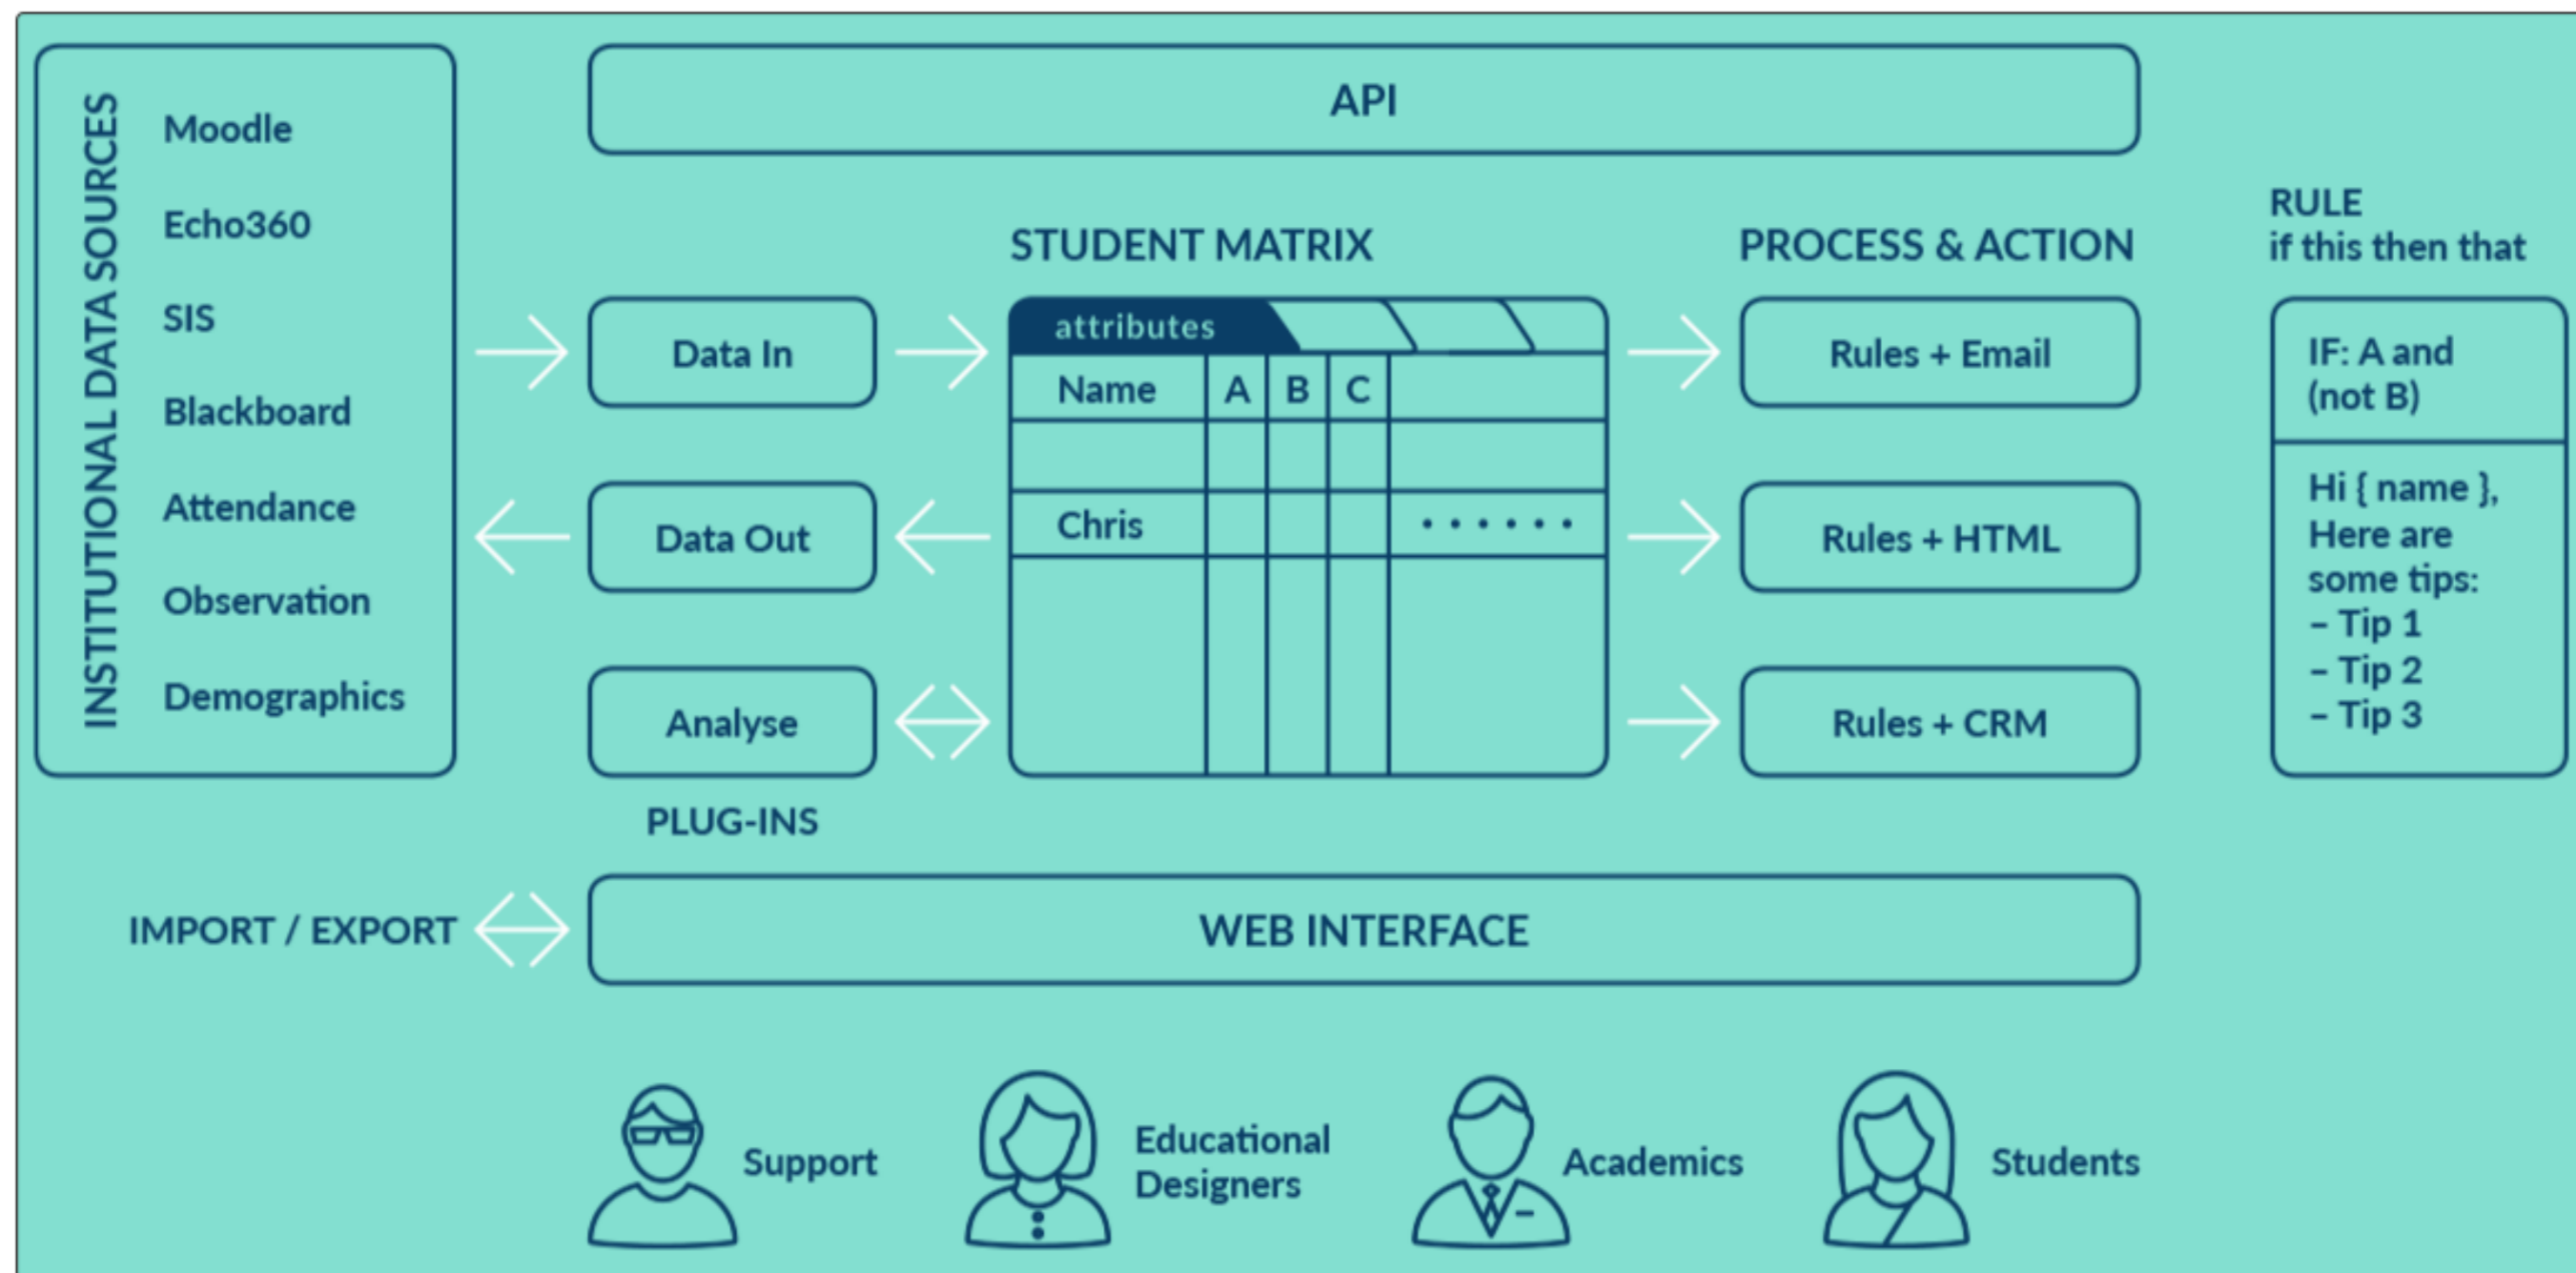 INSTITUTIONAL DATA SOURCES
Moodle
Echo360
SIS
Blackboard
Attendance
Observation
Demographics
API
Data In
Data Out
Analyse
PLUG-INS
STUDENT MATRIX
attributes
Name A B C
Chris ......
PROCESS & ACTION
Rules + Email
Rules + HTML
Rules + CRM
RULE
if this then that
IF: A and
(not B)
Hi { name },
Here are
some tips:
– Tip 1
– Tip 2
– Tip 3
IMPORT / EXPORT
WEB INTERFACE
Support
Educational
Designers
Academics
Students